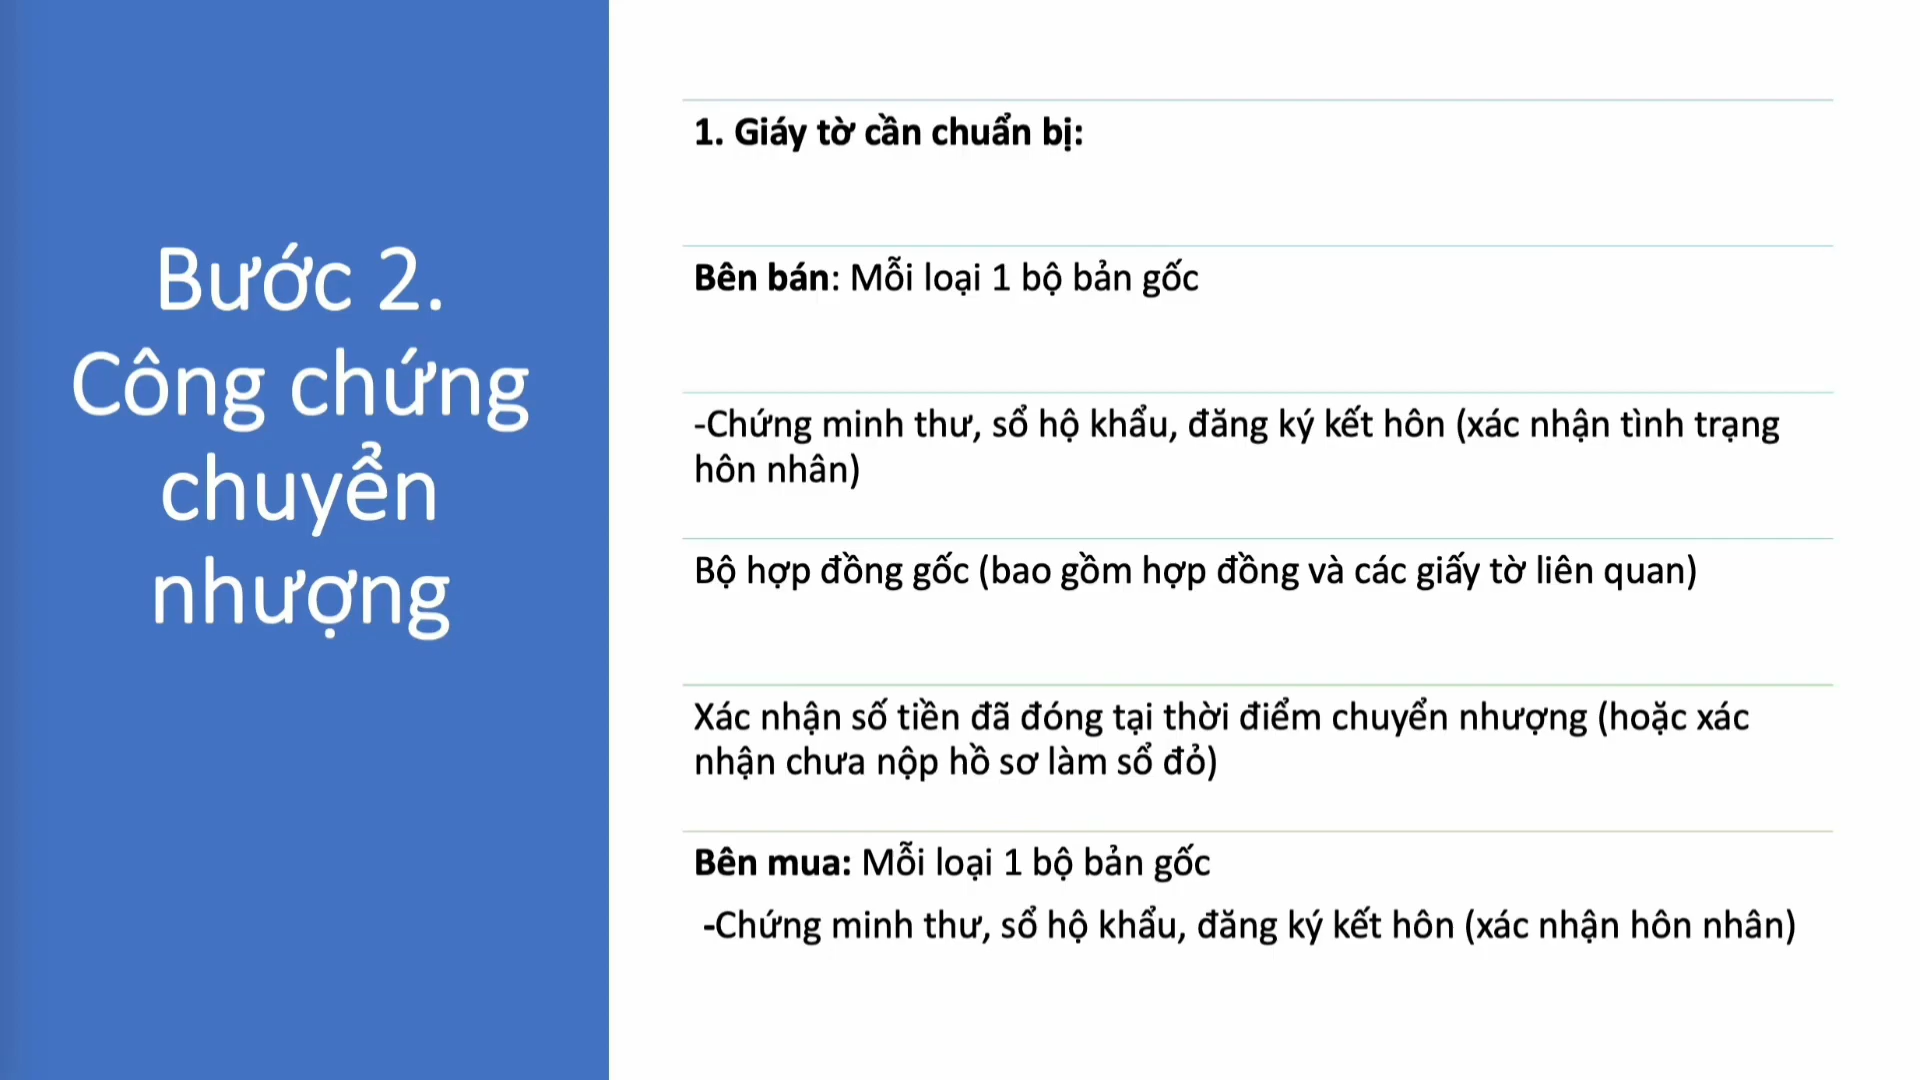 Bước 2.
Công chứng
chuyển
nhượng
1. Giáy tờ cần chuẩn bị:
Bên bán: Mỗi loại 1 bộ bản gốc
-Chứng minh thư, sổ hộ khẩu, đăng ký kết hôn (xác nhận tình trạng
hôn nhân)
Bộ hợp đồng gốc (bao gồm hợp đồng và các giấy tờ liên quan)
Xác nhận số tiền đã đóng tại thời điểm chuyển nhượng (hoặc xác
nhận chưa nộp hồ sơ làm sổ đỏ)
Bên mua: Mỗi loại 1 bộ bản gốc
-Chứng minh thư, sổ hộ khẩu, đăng ký kết hôn (xác nhận hôn nhân)